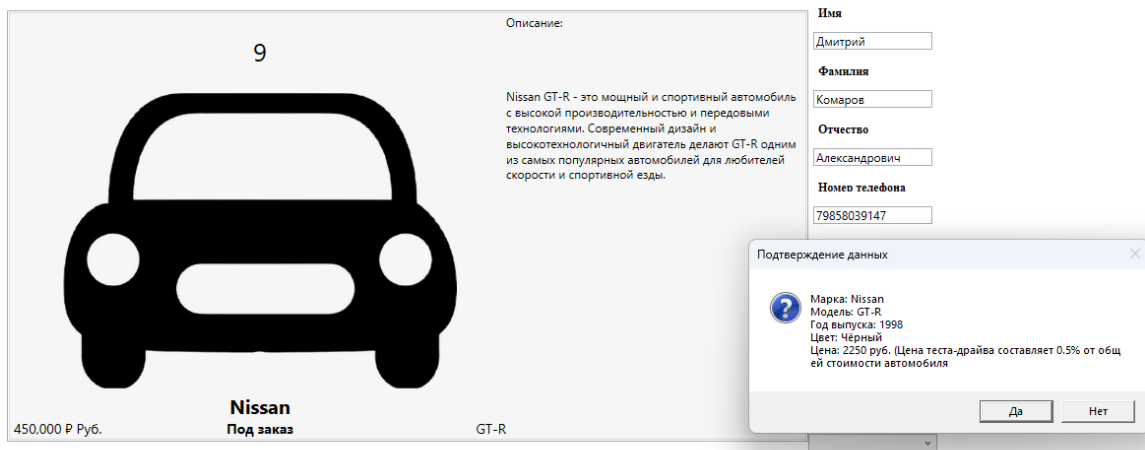 9
Nissan
450,000 ₽ Руб.
Под заказ
GT-R
Описание:
Nissan GT-R - это мощный и спортивный автомобиль
с высокой производительностью и передовыми
технологиями. Современный дизайн и
высокотехнологичный двигатель делают GT-R одним
из самых популярных автомобилей для любителей
скорости и спортивной езды.
Имя
Дмитрий
Фамилия
Комаров
Отчество
Александрович
Номер телефона
79858039147
Подтверждение данных
Марка: Nissan
Модель: GT-R
Год выпуска: 1998
Цвет: Чёрный
Цена: 2250 руб. (Цена теста-драйва составляет 0.5% от общ
ей стоимости автомобиля
Да
Нет